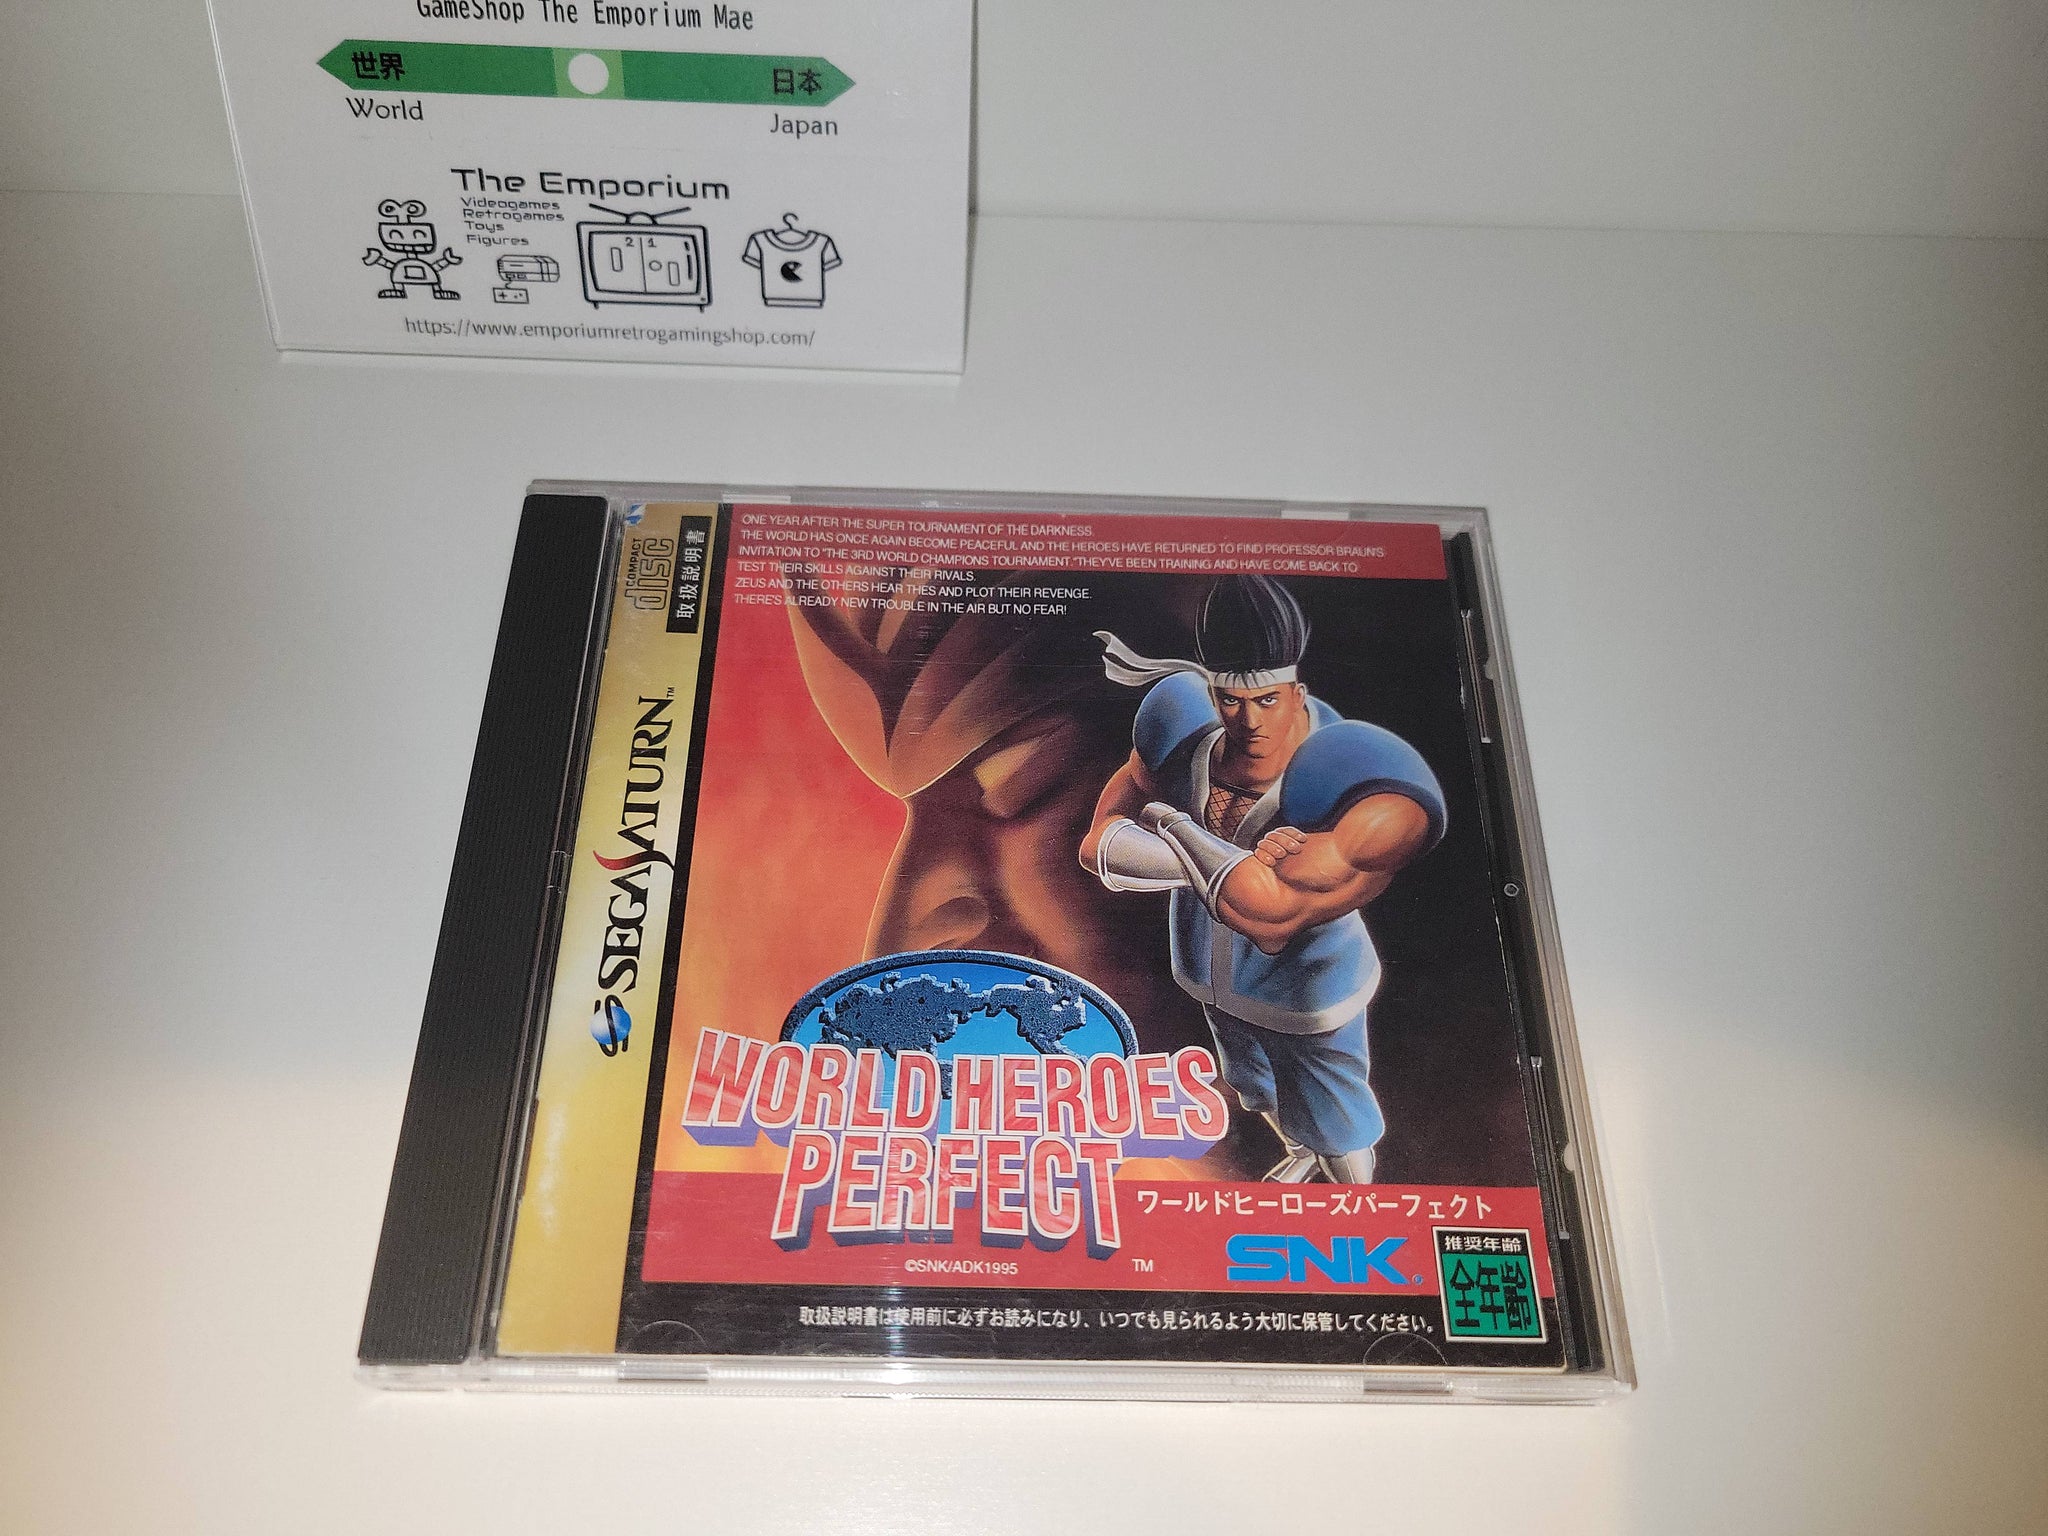 GameShop The Emporium Mae
世界
日本
World
Japan
The Emporium
Videogames
Retrogames
Toys
Figures
2 1
https://www.emporiumretrogamingshop.com/
COMPACT
disc
取扱説明書
SEGA SATURN™
ONE YEAR AFTER THE SUPER TOURNAMENT OF THE DARKNESS.
THE WORLD HAS ONCE AGAIN BECOME PEACEFUL AND THE HEROES HAVE RETURNED TO FIND PROFESSOR BRAUN'S
INVITATION TO "THE 3RD WORLD CHAMPIONS TOURNAMENT." THEY'VE BEEN TRAINING AND HAVE COME BACK TO
TEST THEIR SKILLS AGAINST THEIR RIVALS.
ZEUS AND THE OTHERS HEAR THES AND PLOT THEIR REVENGE.
THERE'S ALREADY NEW TROUBLE IN THE AIR BUT NO FEAR!
WORLD HEROES
PERFECT
™
ワールドヒーローズパーフェクト
©SNK/ADK1995
SNK®
推奨年齢
全年齢
取扱説明書は使用前に必ずお読みになり、いつでも見られるよう大切に保管してください。